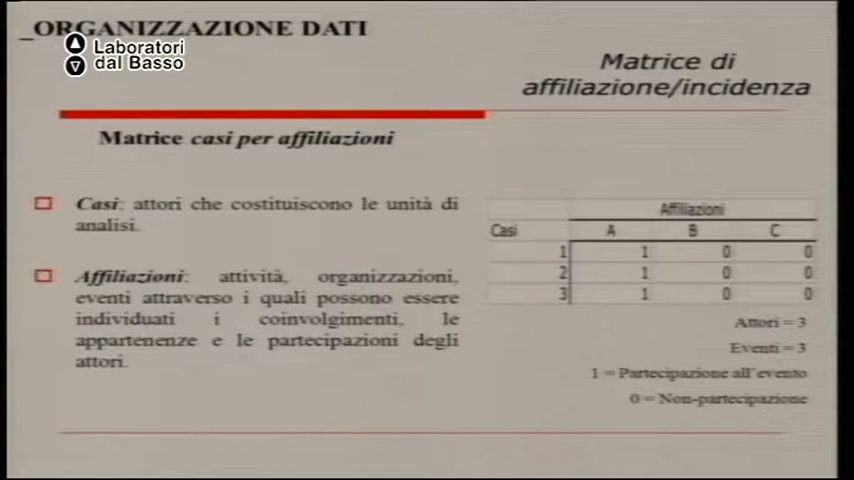 _ORGANIZZAZIONE DATI
Laboratori
dal Basso
Matrice di
affiliazione/incidenza
Matrice casi per affiliazioni
Casi: attori che costituiscono le unità di
analisi.
Affiliazioni: attività, organizzazioni,
eventi attraverso i quali possono essere
individuati i coinvolgimenti, le
appartenenze e le partecipazioni degli
attori.
Affiliazioni
Casi A B C
1 1 0 0
2 1 0 0
3 1 0 0
Attori = 3
Eventi = 3
1 = Partecipazione all'evento
0 = Non-partecipazione